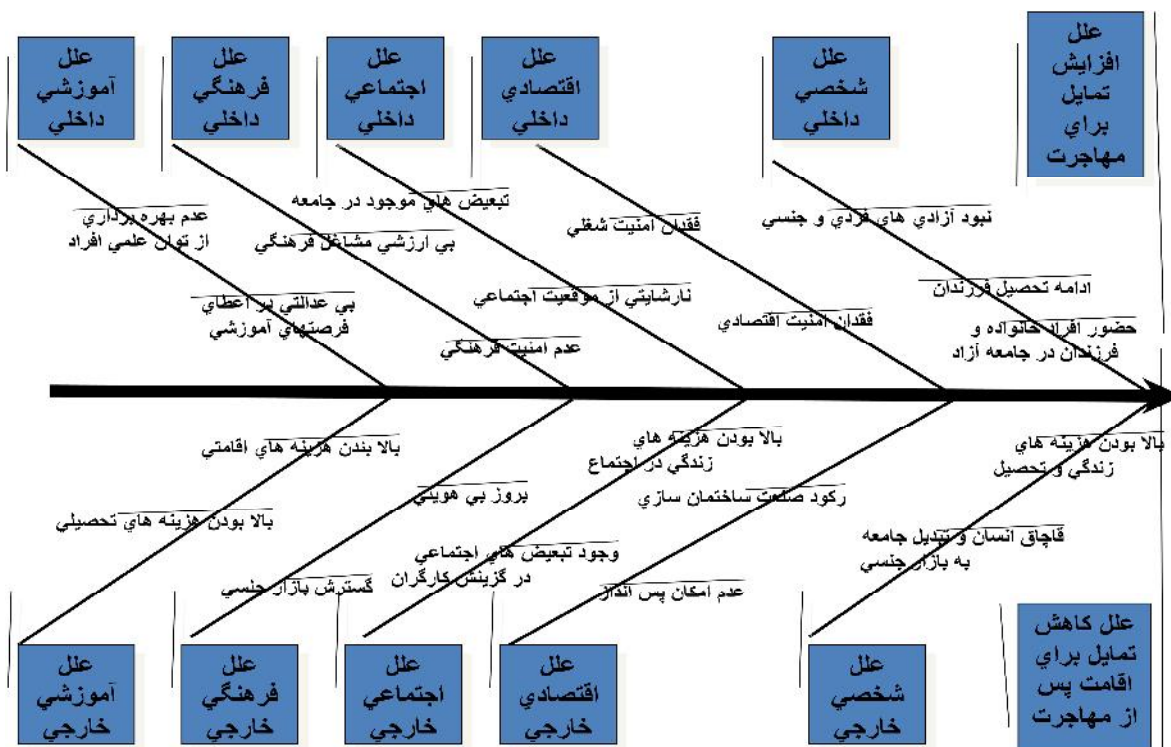 علل
افزايش
تمايل
براي
مهاجرت
علل
شخصي
داخلي
علل
اقتصادي
داخلي
علل
اجتماعي
داخلي
علل
فرهنگي
داخلي
علل
آموزشي
داخلي
نبود آزادي هاي فردي و جنسي
ادامه تحصيل فرزندان
حضور افراد خانواده و
فرزندان در جامعه آزاد
فقدان امنيت شغلي
فقدان امنيت اقتصادي
تبعيض هاي موجود در جامعه
نارشايتي از موقعيت اجتماعي
بي ارزشي مشاغل فرهنگي
عدم امنيت فرهنگي
عدم بهره برداري
از توان علمي افراد
بي عدالتي در اعطاي
فرصتهاي آموزشي
بالا بودن هزينه هاي
زندگي و تحصيل
قاچاق انسان و تبديل جامعه
به بازار جنسي
ركود صنعت ساختمان سازي
عدم امكان پس انداز
بالا بودن هزينه هاي
زندگي در اجتماع
وجود تبعيض هاي اجتماعي
در گزينش كارگران
بروز بي هويتي
گسترش بازار جنسي
بالا بندن هزينه هاي اقامتي
بالا بودن هزينه هاي تحصيلي
علل كاهش
تمايل براي
اقامت پس
از مهاجرت
علل
شخصي
خارجي
علل
اقتصادي
خارجي
علل
اجتماعي
خارجي
علل
فرهنگي
خارجي
علل
آموزشي
خارجي